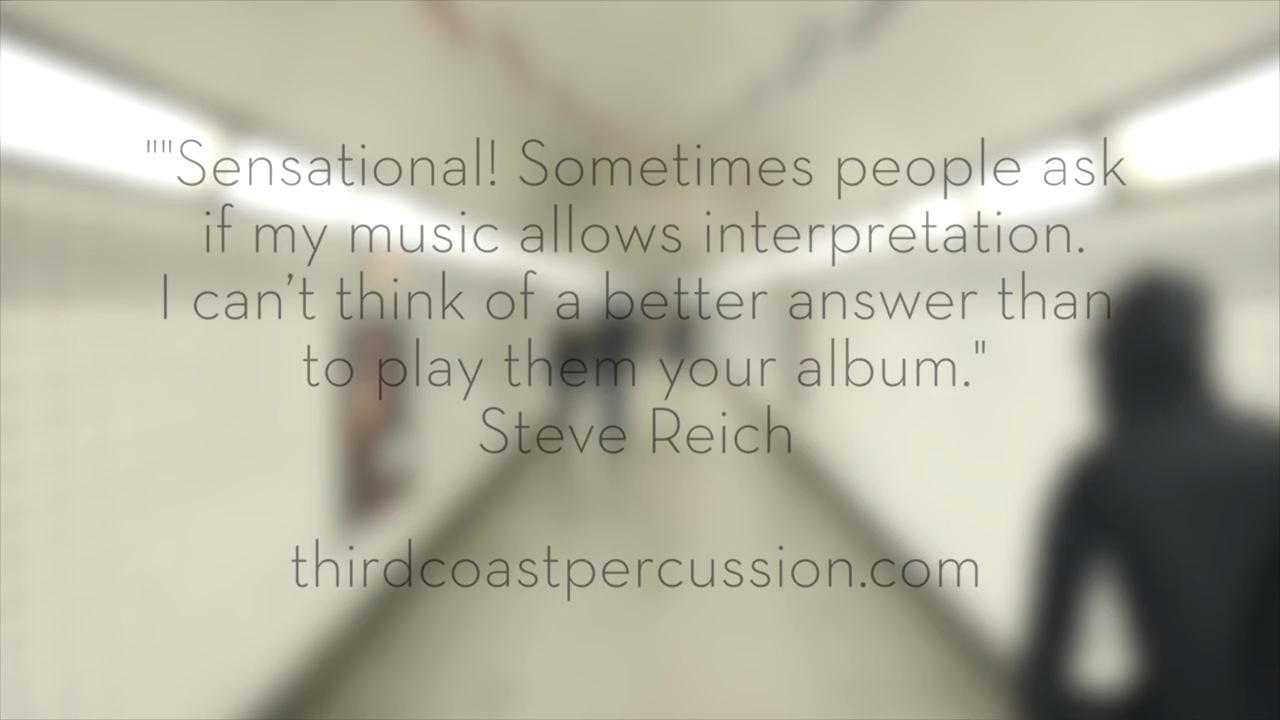 ""Sensational! Sometimes people ask
if my music allows interpretation.
I can’t think of a better answer than
to play them your album."
Steve Reich
thirdcoastpercussion.com